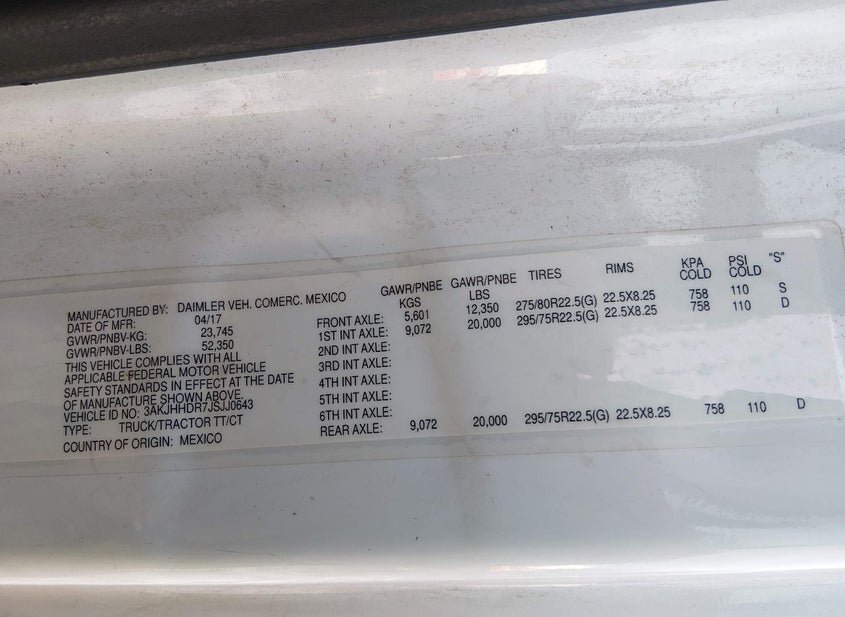 MANUFACTURED BY: DAIMLER VEH. COMERC. MEXICO
DATE OF MFR: 04/17
GVWR/PNBV-KG: 23,745
GVWR/PNBV-LBS: 52,350
THIS VEHICLE COMPLIES WITH ALL
APPLICABLE FEDERAL MOTOR VEHICLE
SAFETY STANDARDS IN EFFECT AT THE DATE
OF MANUFACTURE SHOWN ABOVE.
VEHICLE ID NO: 3AKJHHDR7JSJJ0643
TYPE: TRUCK/TRACTOR TT/CT
COUNTRY OF ORIGIN: MEXICO
GAWR/PNBE KGS GAWR/PNBE LBS TIRES RIMS KPA COLD PSI COLD "S"
FRONT AXLE: 5,601 12,350 275/80R22.5(G) 22.5X8.25 758 110 S
1ST INT AXLE: 9,072 20,000 295/75R22.5(G) 22.5X8.25 758 110 D
2ND INT AXLE:
3RD INT AXLE:
4TH INT AXLE:
5TH INT AXLE:
6TH INT AXLE:
REAR AXLE: 9,072 20,000 295/75R22.5(G) 22.5X8.25 758 110 D